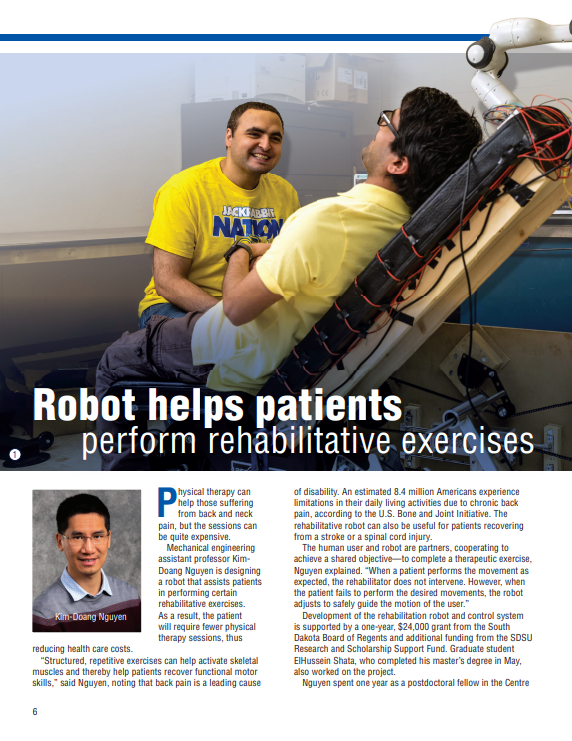 JACKRABBIT
NATION
Robot helps patients
perform rehabilitative exercises
1
Kim-Doang Nguyen
Physical therapy can
help those suffering
from back and neck
pain, but the sessions can
be quite expensive.
Mechanical engineering
assistant professor Kim-
Doang Nguyen is designing
a robot that assists patients
in performing certain
rehabilitative exercises.
As a result, the patient
will require fewer physical
therapy sessions, thus
reducing health care costs.
“Structured, repetitive exercises can help activate skeletal
muscles and thereby help patients recover functional motor
skills,” said Nguyen, noting that back pain is a leading cause
of disability. An estimated 8.4 million Americans experience
limitations in their daily living activities due to chronic back
pain, according to the U.S. Bone and Joint Initiative. The
rehabilitative robot can also be useful for patients recovering
from a stroke or a spinal cord injury.
The human user and robot are partners, cooperating to
achieve a shared objective—to complete a therapeutic exercise,
Nguyen explained. “When a patient performs the movement as
expected, the rehabilitator does not intervene. However, when
the patient fails to perform the desired movements, the robot
adjusts to safely guide the motion of the user.”
Development of the rehabilitation robot and control system
is supported by a one-year, $24,000 grant from the South
Dakota Board of Regents and additional funding from the SDSU
Research and Scholarship Support Fund. Graduate student
ElHussein Shata, who completed his master’s degree in May,
also worked on the project.
Nguyen spent one year as a postdoctoral fellow in the Centre
6